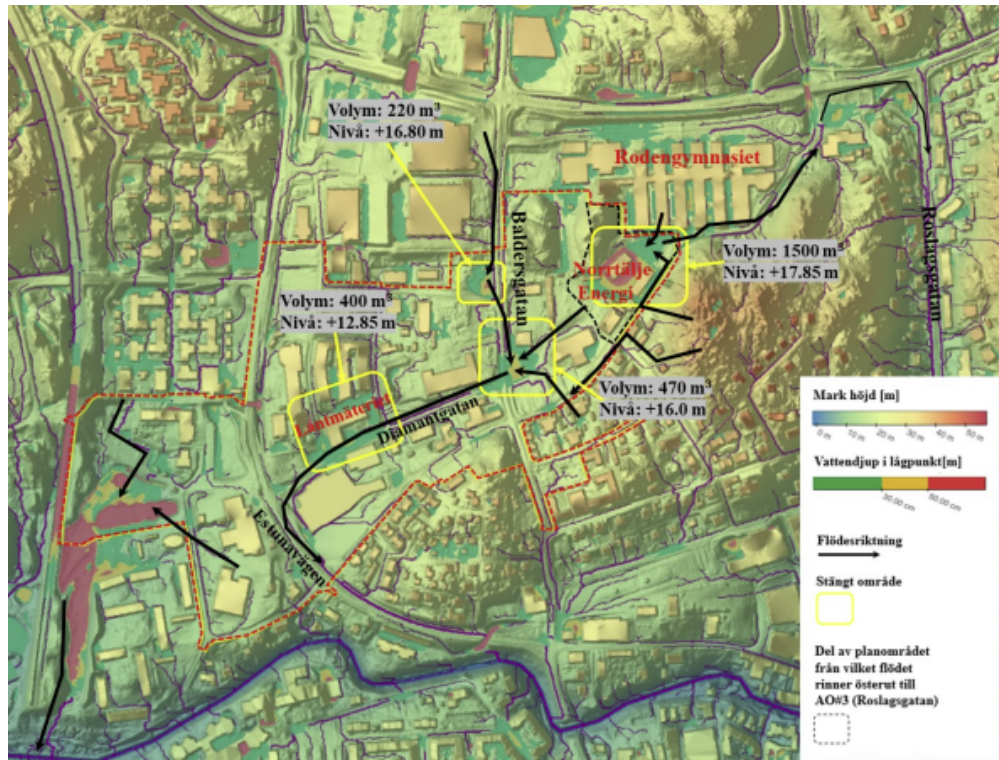 Volym: 220 m³
Nivå: +16.80 m
Rodengymnasiet
Baldersgatan
Roslagsgatan
Volym: 1500 m³
Nivå: +17.85 m
Norrtälje
Energi
Volym: 400 m³
Nivå: +12.85 m
Volym: 470 m³
Nivå: +16.0 m
Lantmäteriet
Diamantgatan
Estunavägen
Mark höjd [m]
0 m 10 m 20 m 30 m 40 m 50 m
Vattendjup i lågpunkt[m]
30.00 cm 50.00 cm
Flödesriktning
Stängt område
Del av planområdet
från vilket flödet
rinner österut till
AO#3 (Roslagsgatan)